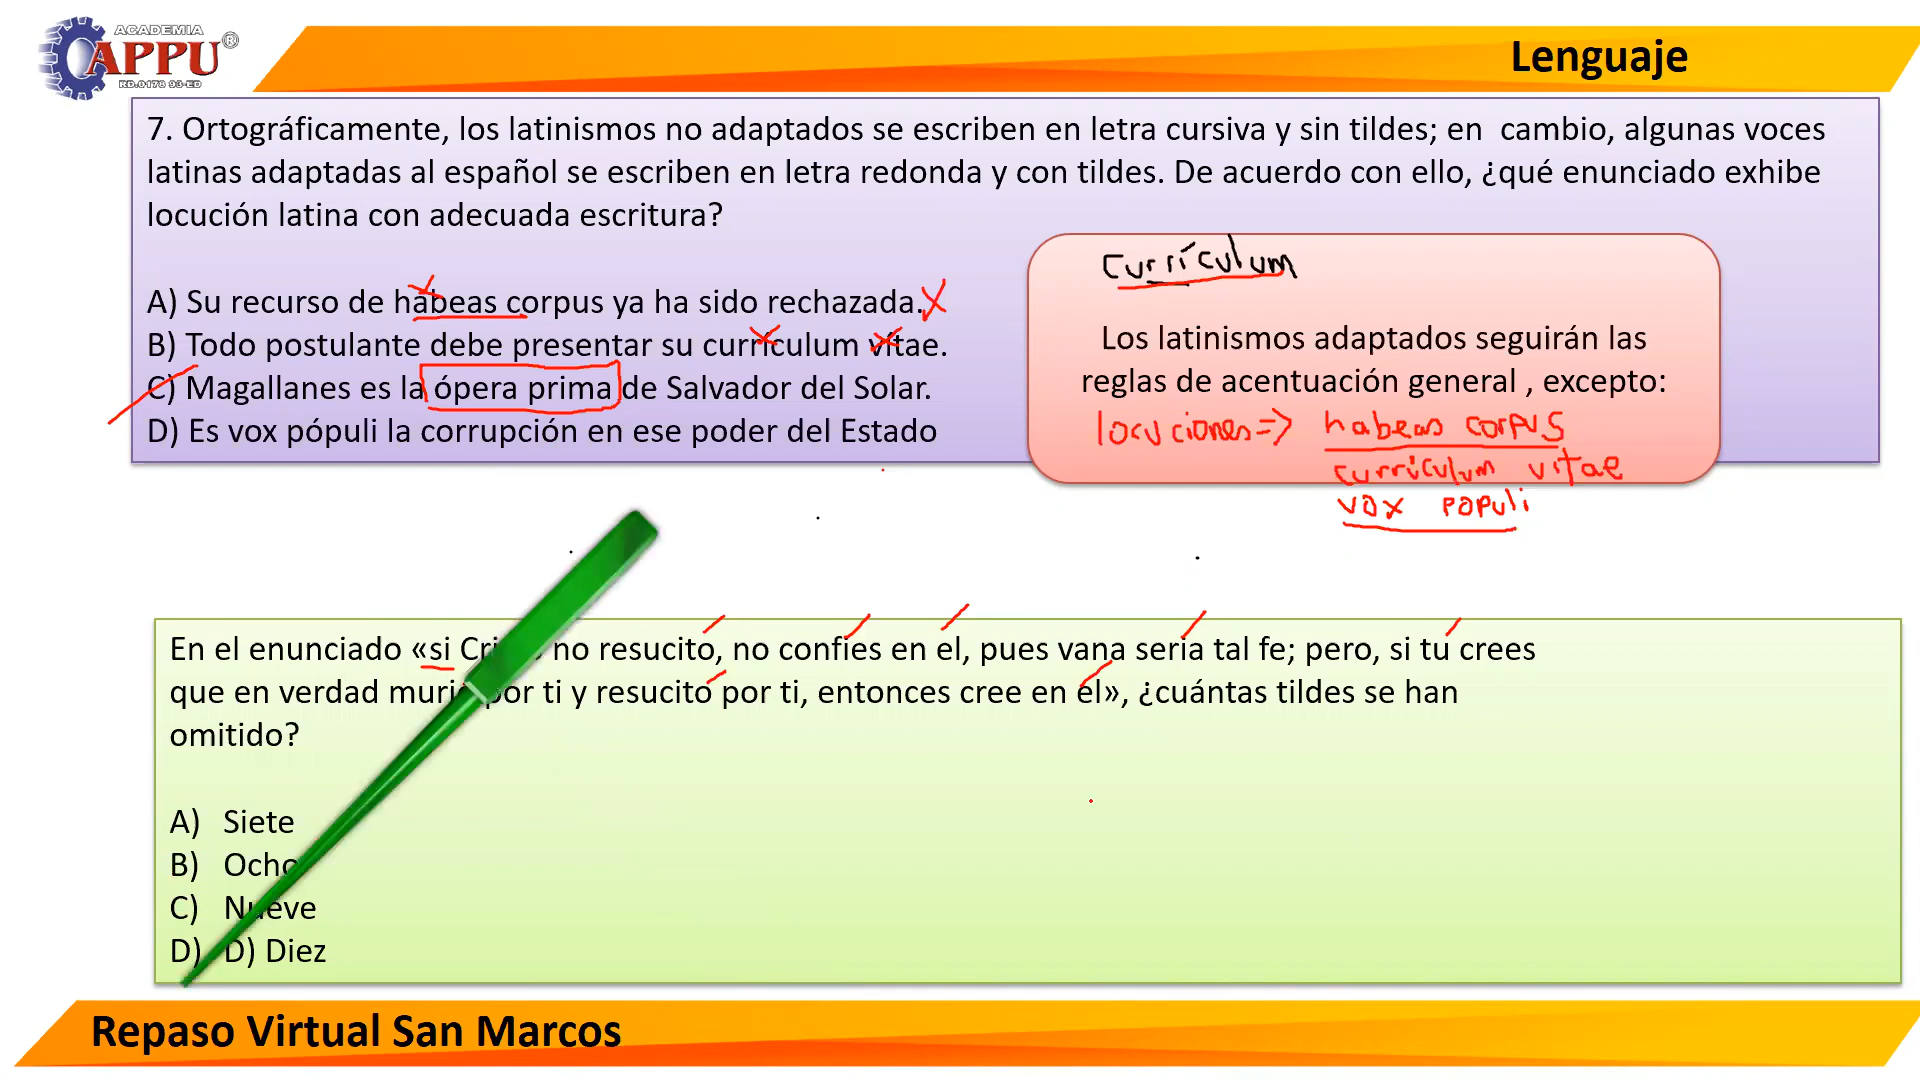 ACADEMIA
APPU®
RD.0178 93-ED
Lenguaje
7. Ortográficamente, los latinismos no adaptados se escriben en letra cursiva y sin tildes; en cambio, algunas voces
latinas adaptadas al español se escriben en letra redonda y con tildes. De acuerdo con ello, ¿qué enunciado exhibe
locución latina con adecuada escritura?
A) Su recurso de hábeas corpus ya ha sido rechazada.
B) Todo postulante debe presentar su currículum vítae.
C) Magallanes es la ópera prima de Salvador del Solar.
D) Es vox pópuli la corrupción en ese poder del Estado
currículum
Los latinismos adaptados seguirán las
reglas de acentuación general , excepto:
locuciones => habeas corpus
curriculum vitae
vox populi
En el enunciado «si no resucito, no confies en el, pues vana seria tal fe; pero, si tu crees
que en verdad por ti y resucito por ti, entonces cree en el», ¿cuántas tildes se han
omitido?
A) Siete
B) Ocho
C) Nueve
D) D) Diez
Repaso Virtual San Marcos